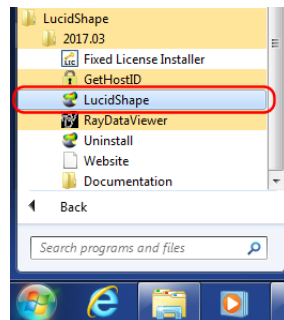 LucidShape
2017.03
Fixed License Installer
GetHostID
LucidShape
RayDataViewer
Uninstall
Website
Documentation
Back
Search programs and files